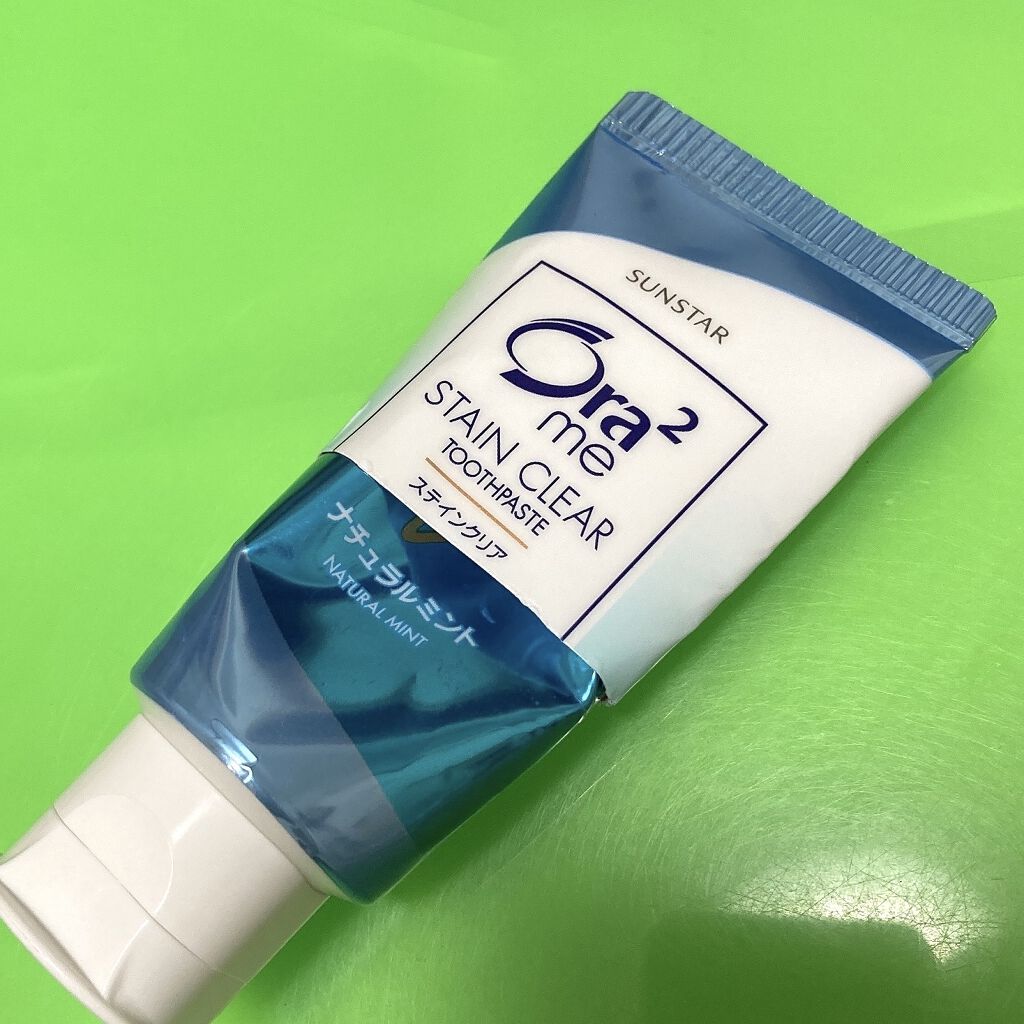 SUNSTAR
Ora²
me
STAIN CLEAR
TOOTHPASTE
ステインクリア
ナチュラルミント
NATURAL MINT